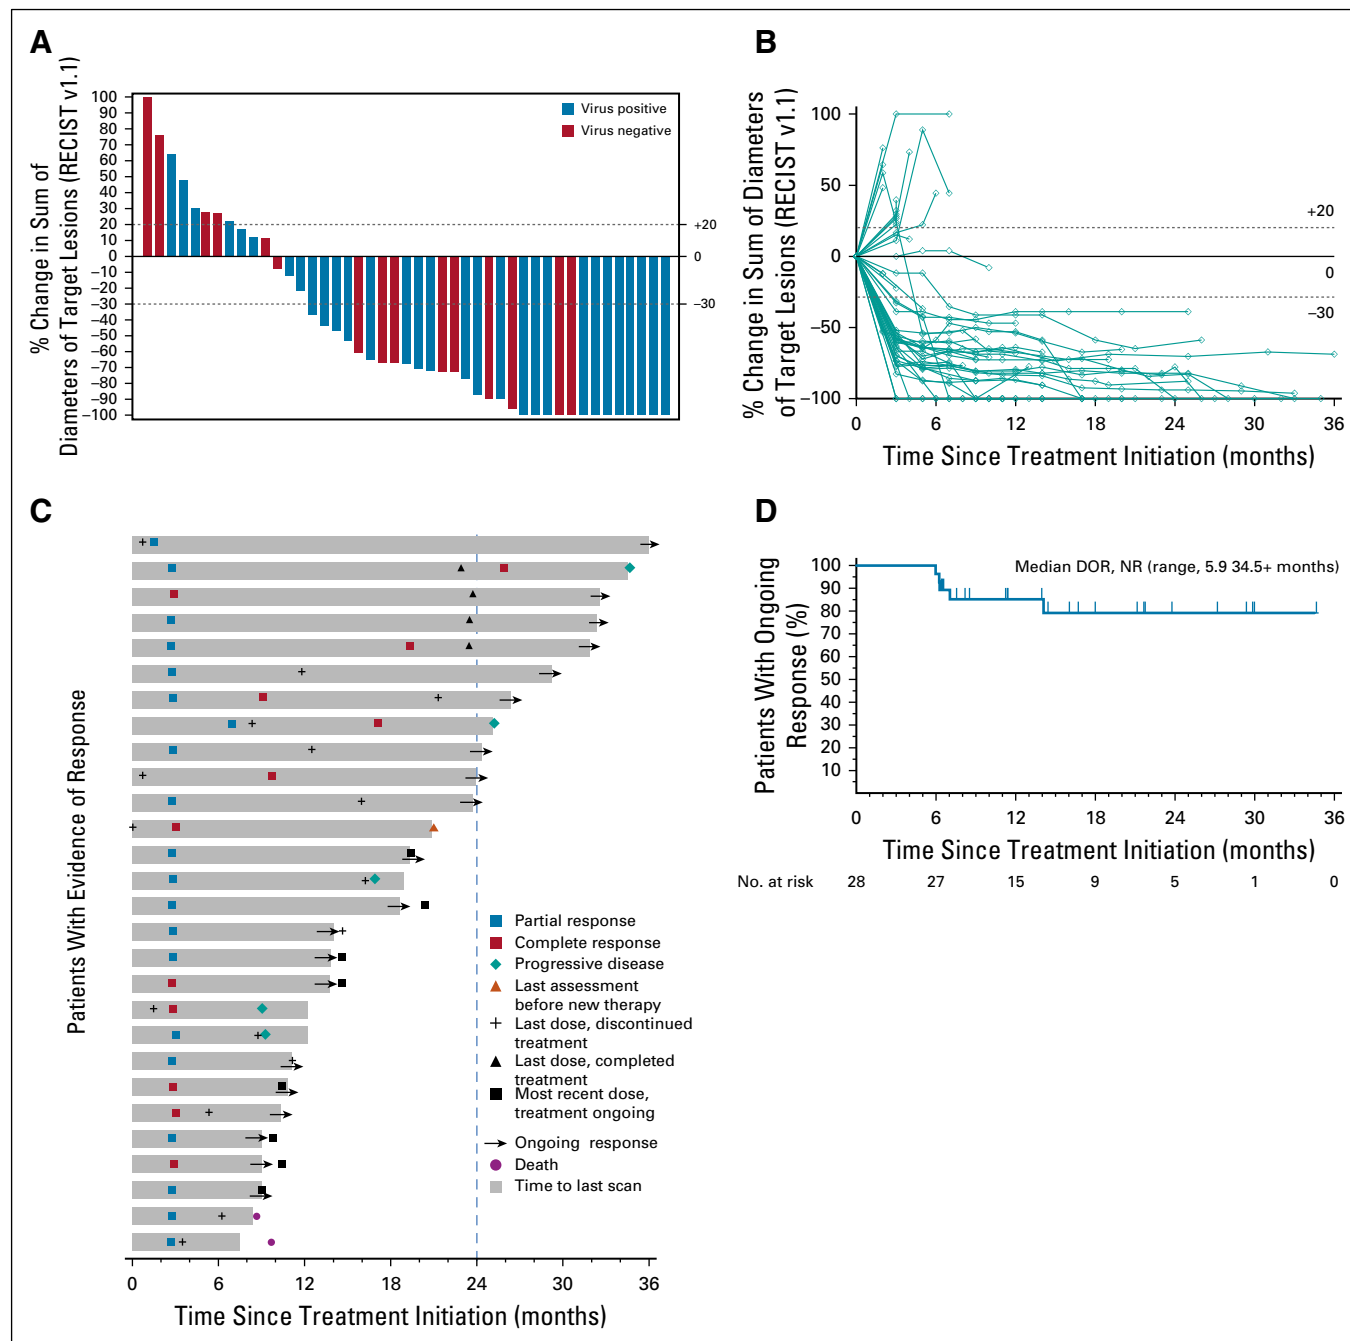 A
% Change in Sum of
Diameters of Target Lesions (RECIST v1.1)
100
90
80
70
60
50
40
30
20
10
0
−10
−20
−30
−40
−50
−60
−70
−80
−90
−100
Virus positive
Virus negative
+20
0
−30
B
% Change in Sum of Diameters
of Target Lesions (RECIST v1.1)
100
50
0
−50
−100
+20
0
−30
0 6 12 18 24 30 36
Time Since Treatment Initiation (months)
C
Patients With Evidence of Response
Partial response
Complete response
Progressive disease
Last assessment
before new therapy
Last dose, discontinued
treatment
Last dose, completed
treatment
Most recent dose,
treatment ongoing
Ongoing response
Death
Time to last scan
0 6 12 18 24 30 36
Time Since Treatment Initiation (months)
D
Patients With Ongoing
Response (%)
100
90
80
70
60
50
40
30
20
10
Median DOR, NR (range, 5.9 34.5+ months)
0 6 12 18 24 30 36
Time Since Treatment Initiation (months)
No. at risk 28 27 15 9 5 1 0